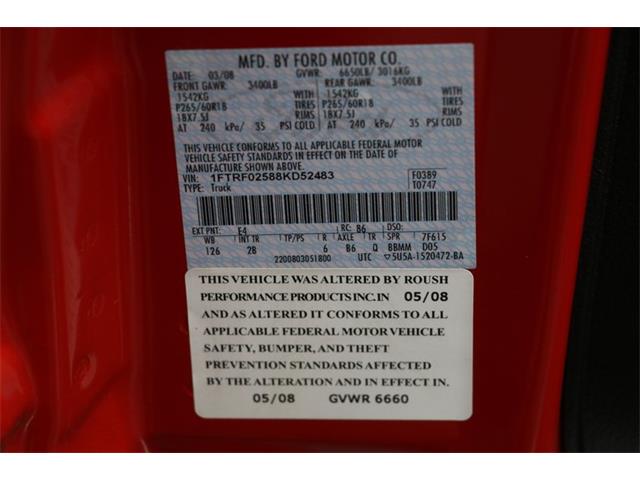 MFD. BY FORD MOTOR CO.
DATE: 03/08 GVWR: 6650LB/ 3016KG
FRONT GAWR: 3400LB REAR GAWR: 3400LB
1542KG WITH 1542KG WITH
P265/60R18 TIRES P265/60R18 TIRES
18X7.5J RIMS 18X7.5J RIMS
AT 240 kPa/ 35 PSI COLD AT 240 kPa/ 35 PSI COLD
THIS VEHICLE CONFORMS TO ALL APPLICABLE FEDERAL MOTOR
VEHICLE SAFETY STANDARDS IN EFFECT ON THE DATE OF
MANUFACTURE SHOWN ABOVE.
VIN: 1FTRF02588KD52483 F0389
TYPE: Truck T0747
EXT PNT: E4 RC: 86 DSO:
WB INT TR TP/PS R AXLE TR SPR 7F615
126 2B 6 B6 Q BBMM D05
2200803051800 UTC ▽5U5A-1520472-BA
THIS VEHICLE WAS ALTERED BY ROUSH
PERFORMANCE PRODUCTS INC. IN 05/08
AND AS ALTERED IT CONFORMS TO ALL
APPLICABLE FEDERAL MOTOR VEHICLE
SAFETY, BUMPER, AND THEFT
PREVENTION STANDARDS AFFECTED
BY THE ALTERATION AND IN EFFECT IN.
05/08 GVWR 6660